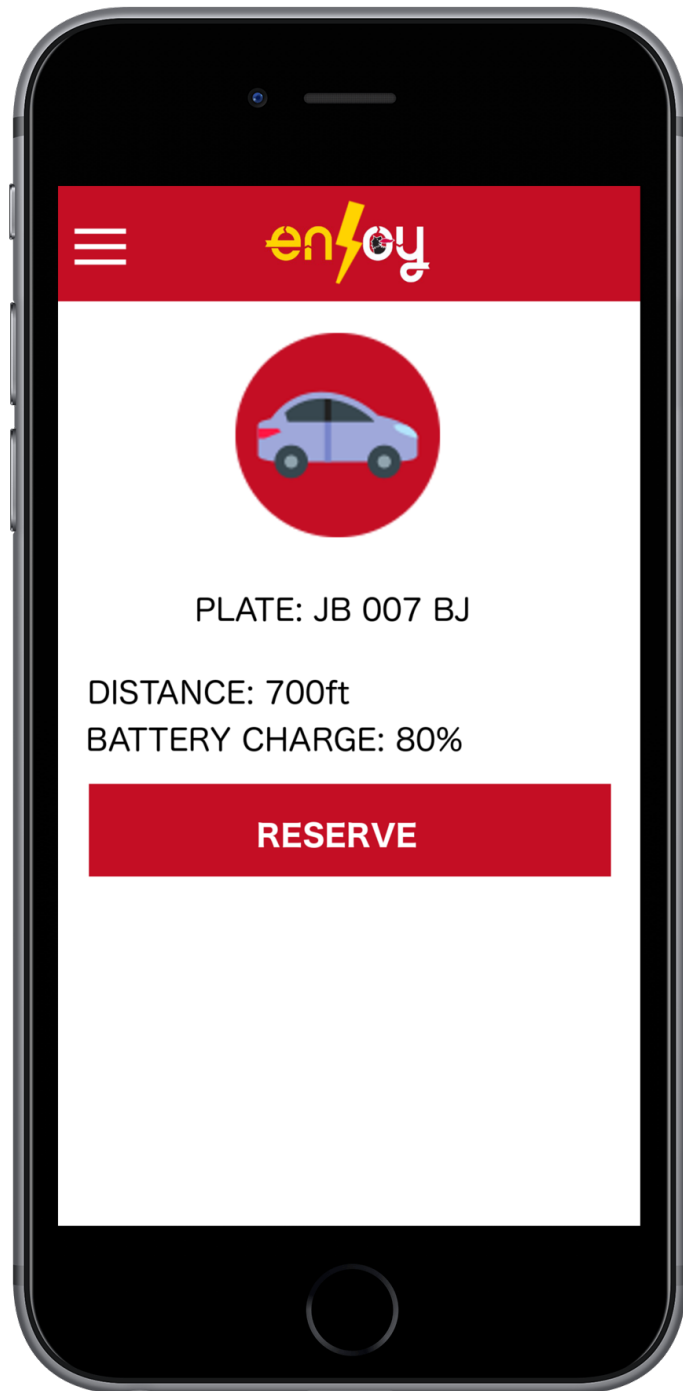 enjoy
PLATE: JB 007 BJ
DISTANCE: 700ft
BATTERY CHARGE: 80%
RESERVE